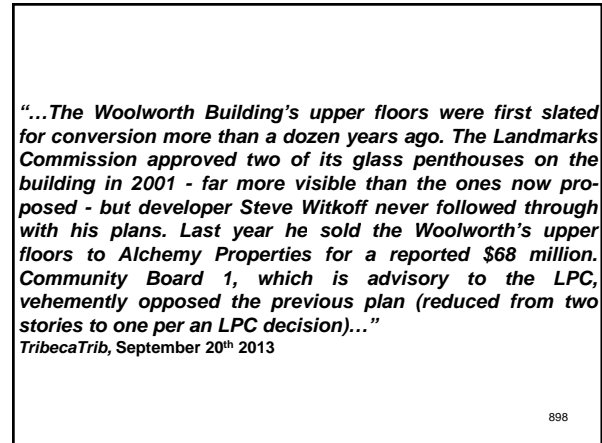 “…The Woolworth Building’s upper floors were first slated
for conversion more than a dozen years ago. The Landmarks
Commission approved two of its glass penthouses on the
building in 2001 - far more visible than the ones now pro-
posed - but developer Steve Witkoff never followed through
with his plans. Last year he sold the Woolworth’s upper
floors to Alchemy Properties for a reported $68 million.
Community Board 1, which is advisory to the LPC,
vehemently opposed the previous plan (reduced from two
stories to one per an LPC decision)…”
TribecaTrib, September 20th 2013
898